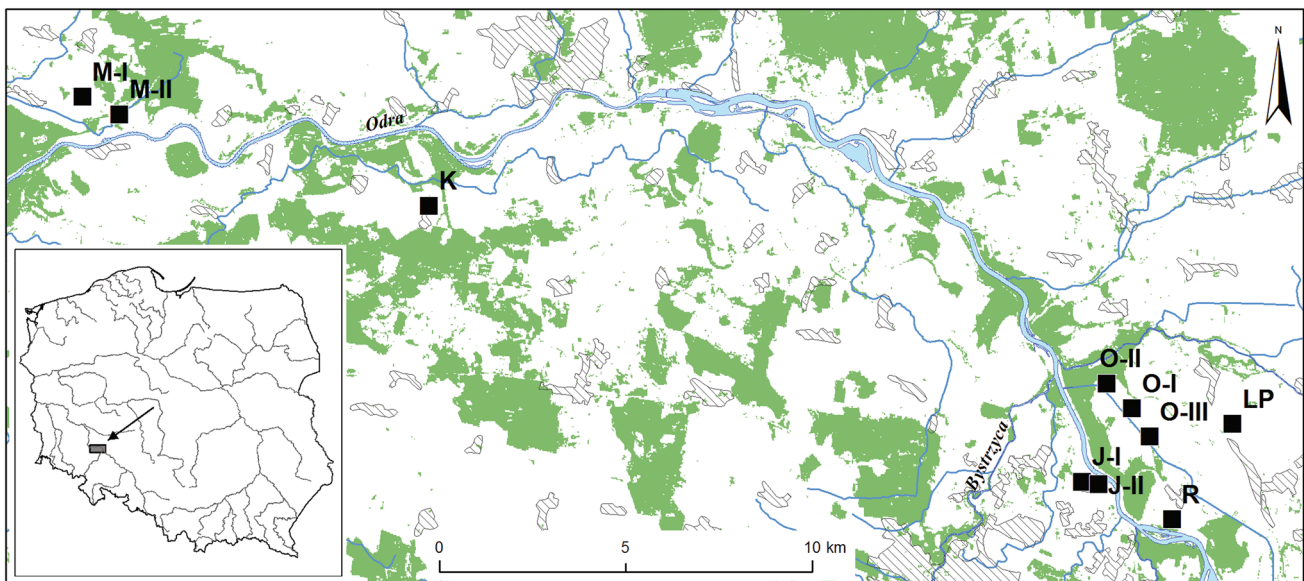 N
M-I
M-II
Odra
K
O-II
O-I
LP
O-III
Bystrzyca
J-I
J-II
R
0 5 10 km